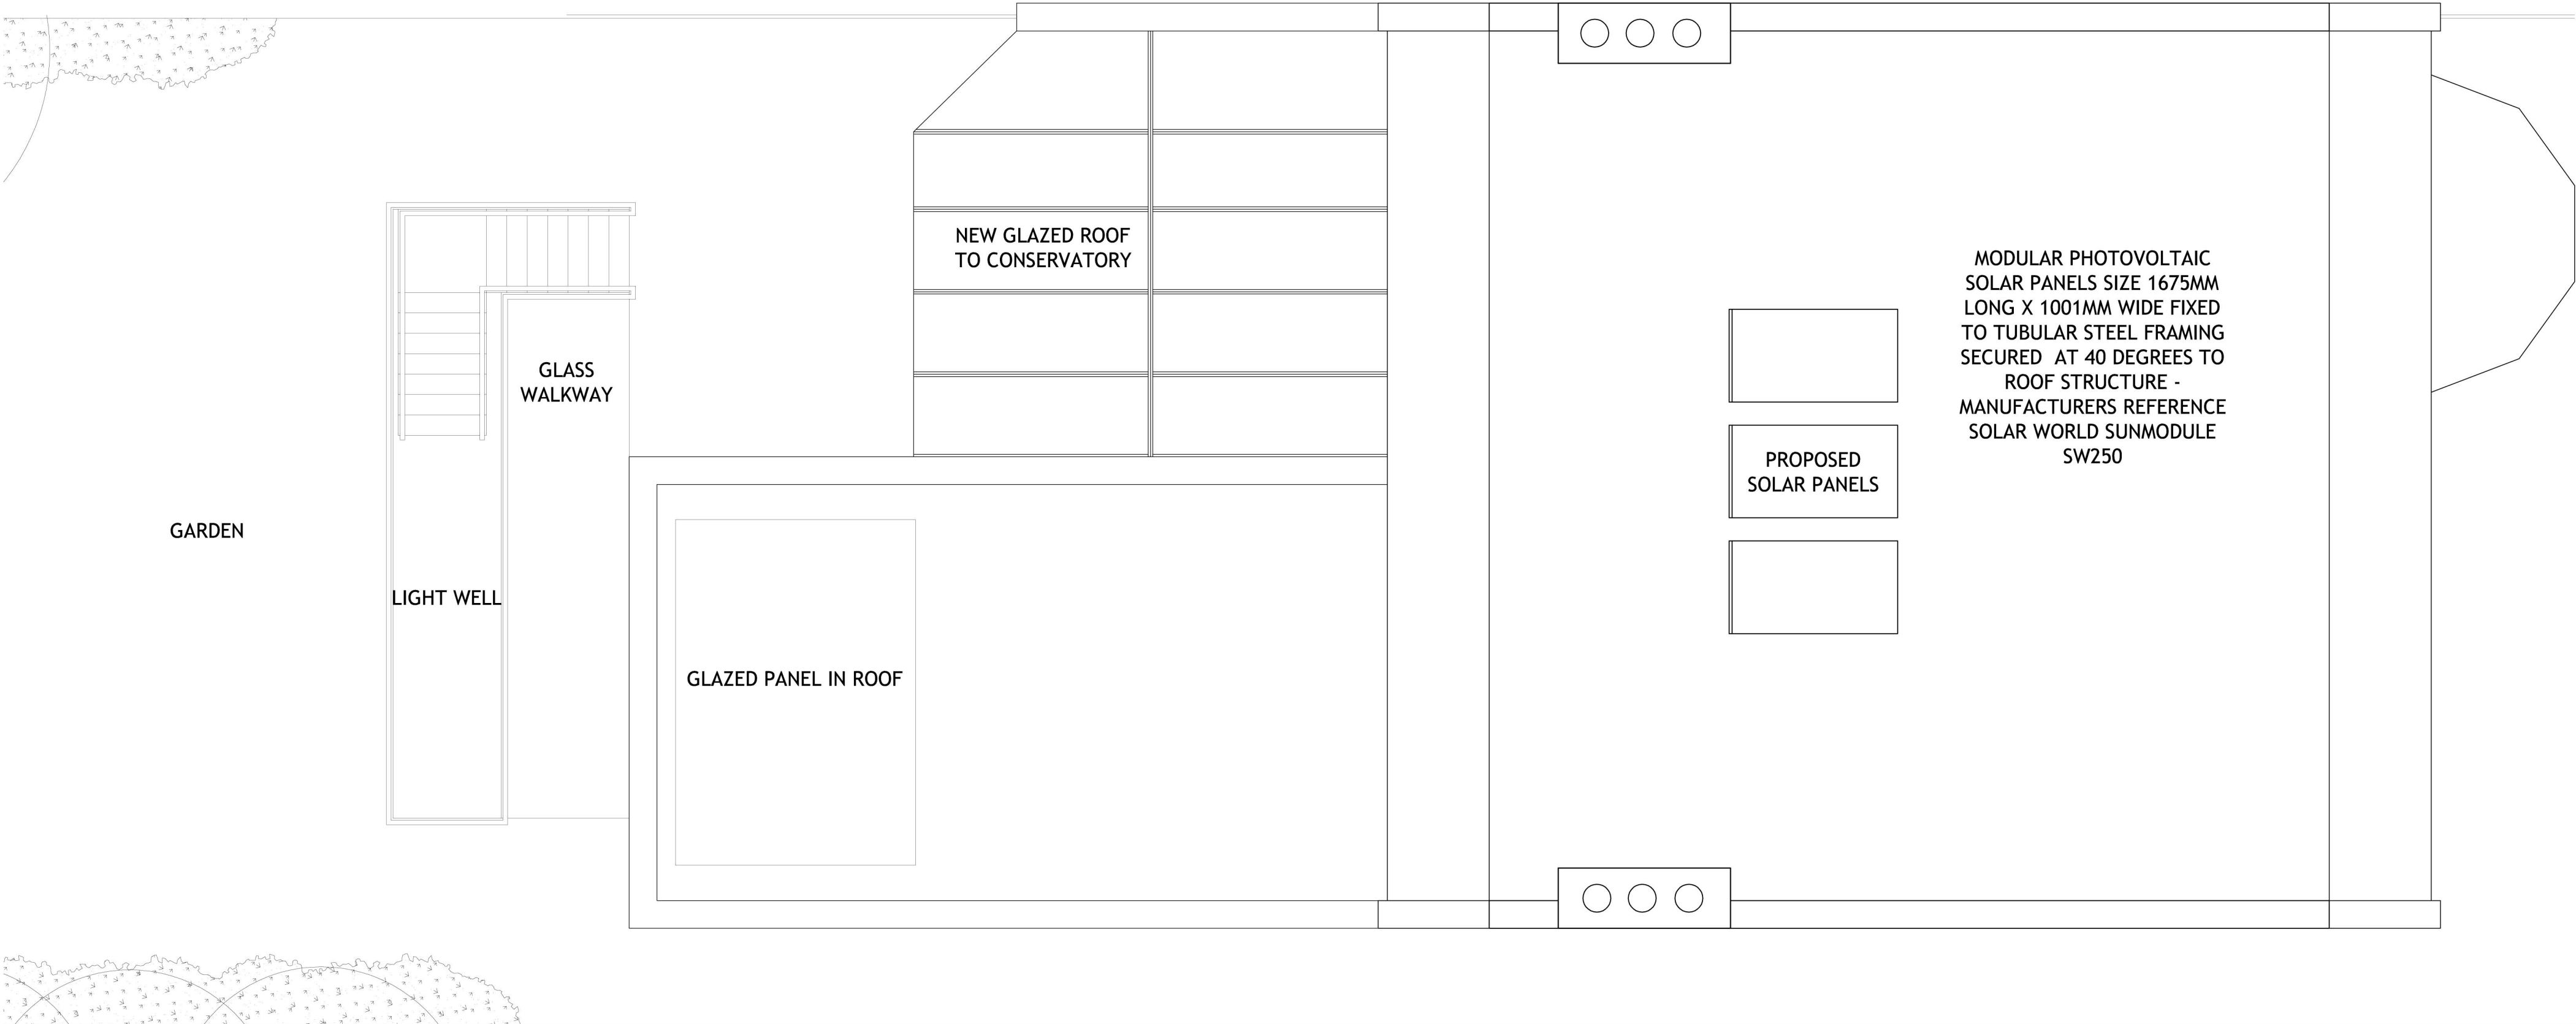 NEW GLAZED ROOF
TO CONSERVATORY
GLASS
WALKWAY
GARDEN
LIGHT WELL
GLAZED PANEL IN ROOF
PROPOSED
SOLAR PANELS
MODULAR PHOTOVOLTAIC
SOLAR PANELS SIZE 1675MM
LONG X 1001MM WIDE FIXED
TO TUBULAR STEEL FRAMING
SECURED  AT 40 DEGREES TO
ROOF STRUCTURE -
MANUFACTURERS REFERENCE
SOLAR WORLD SUNMODULE
SW250